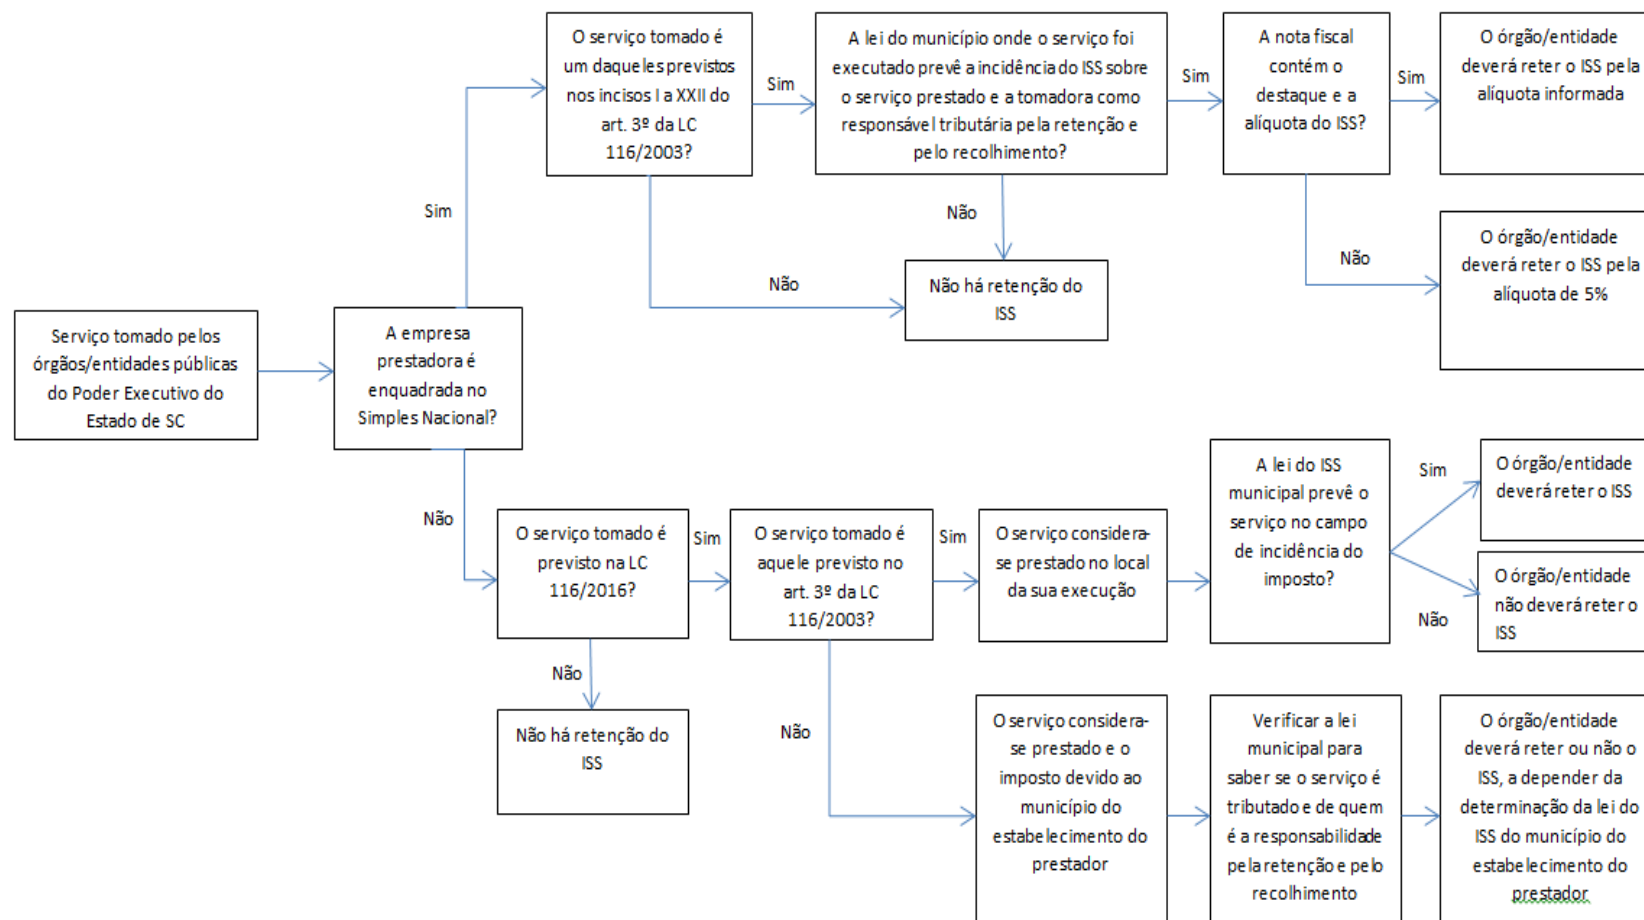 Serviço tomado pelos
órgãos/entidades públicas
do Poder Executivo do
Estado de SC
A empresa
prestadora é
enquadrada no
Simples Nacional?
Sim
O serviço tomado é
um daqueles previstos
nos incisos I a XXII do
art. 3º da LC
116/2003?
Sim
A lei do município onde o serviço foi
executado prevê a incidência do ISS sobre
o serviço prestado e a tomadora como
responsável tributária pela retenção e
pelo recolhimento?
Sim
A nota fiscal
contém o
destaque e a
alíquota do ISS?
Sim
O órgão/entidade
deverá reter o ISS pela
alíquota informada
Não
O órgão/entidade
deverá reter o ISS pela
alíquota de 5%
Não
Não
Não há retenção do
ISS
Não
O serviço tomado é
previsto na LC
116/2016?
Sim
O serviço tomado é
aquele previsto no
art. 3º da LC
116/2003?
Sim
O serviço considera-
se prestado no local
da sua execução
A lei do ISS
municipal prevê o
serviço no campo
de incidência do
imposto?
Sim
O órgão/entidade
deverá reter o ISS
Não
O órgão/entidade
não deverá reter o
ISS
Não
Não há retenção do
ISS
Não
O serviço considera-
se prestado e o
imposto devido ao
município do
estabelecimento do
prestador
Verificar a lei
municipal para
saber se o serviço é
tributado e de quem
é a responsabilidade
pela retenção e pelo
recolhimento
O órgão/entidade
deverá reter ou não o
ISS, a depender da
determinação da lei do
ISS do município do
estabelecimento do
prestador